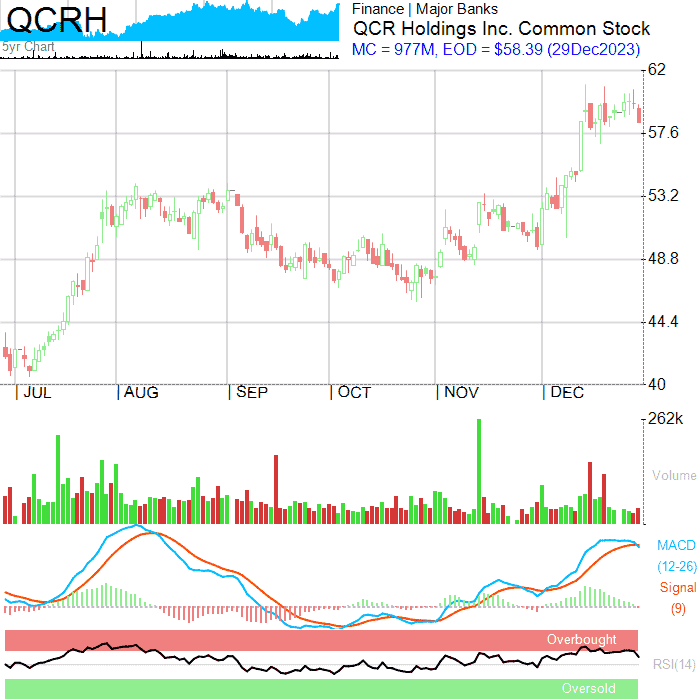 QCRH
5yr Chart
Finance | Major Banks
QCR Holdings Inc. Common Stock
MC = 977M, EOD = $58.39 (29Dec2023)
62
57.6
53.2
48.8
44.4
40
JUL AUG SEP OCT NOV DEC
262k
Volume
MACD
(12-26)
Signal
(9)
Overbought
RSI(14)
Oversold